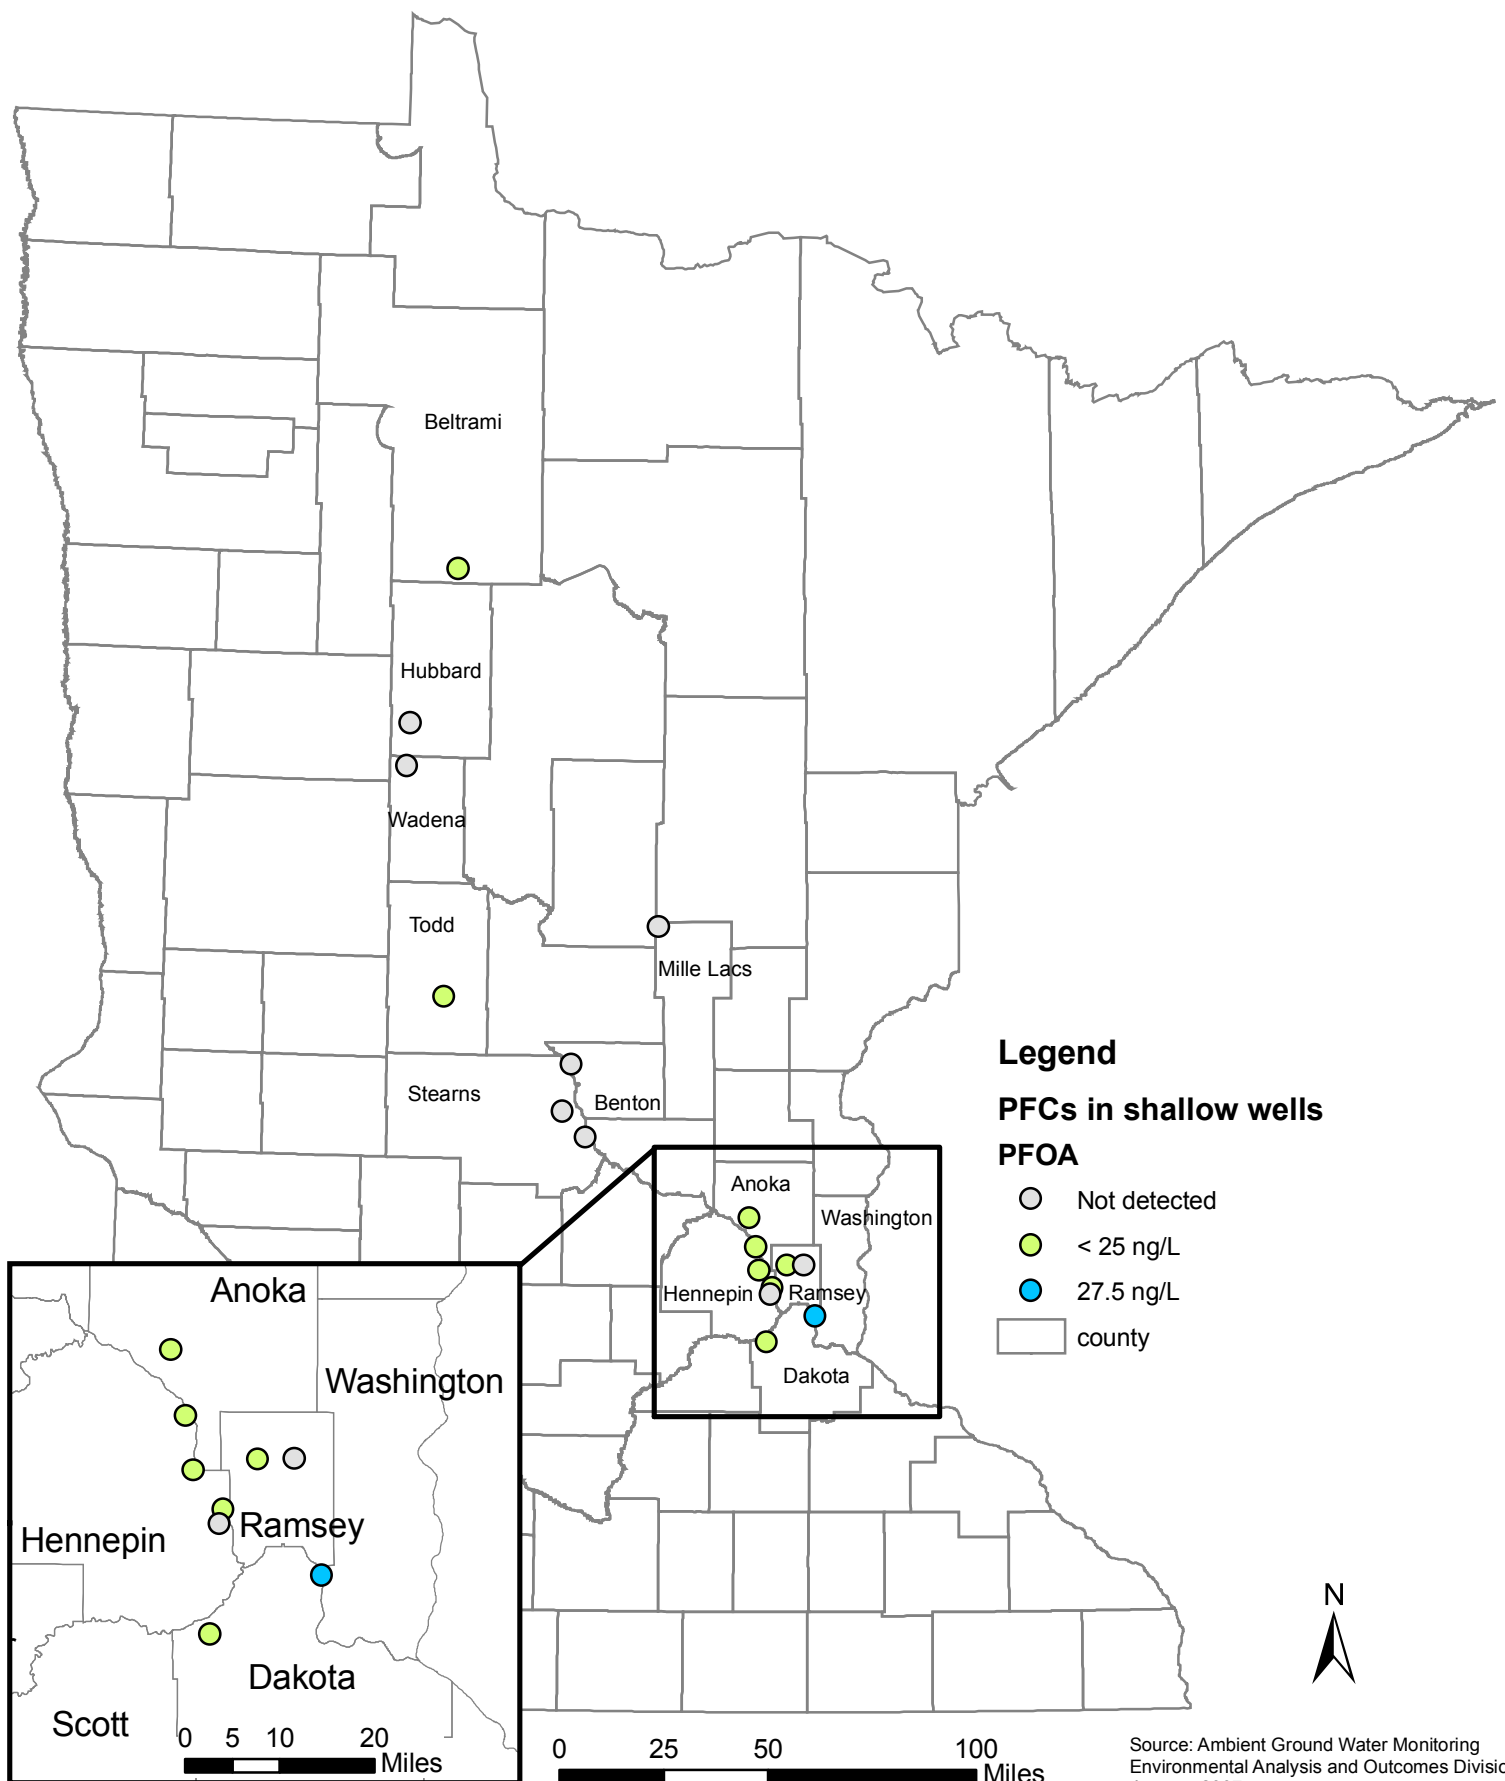 Beltrami
Hubbard
Wadena
Todd
Mille Lacs
Stearns
Benton
Anoka
Washington
Hennepin
Ramsey
Dakota
Legend
PFCs in shallow wells
PFOA
Not detected
< 25 ng/L
27.5 ng/L
county
Anoka
Washington
Ramsey
Hennepin
Dakota
Scott
0 5 10 20
Miles
0 25 50 100
Miles
N
Source: Ambient Ground Water Monitoring
Environmental Analysis and Outcomes Divisio